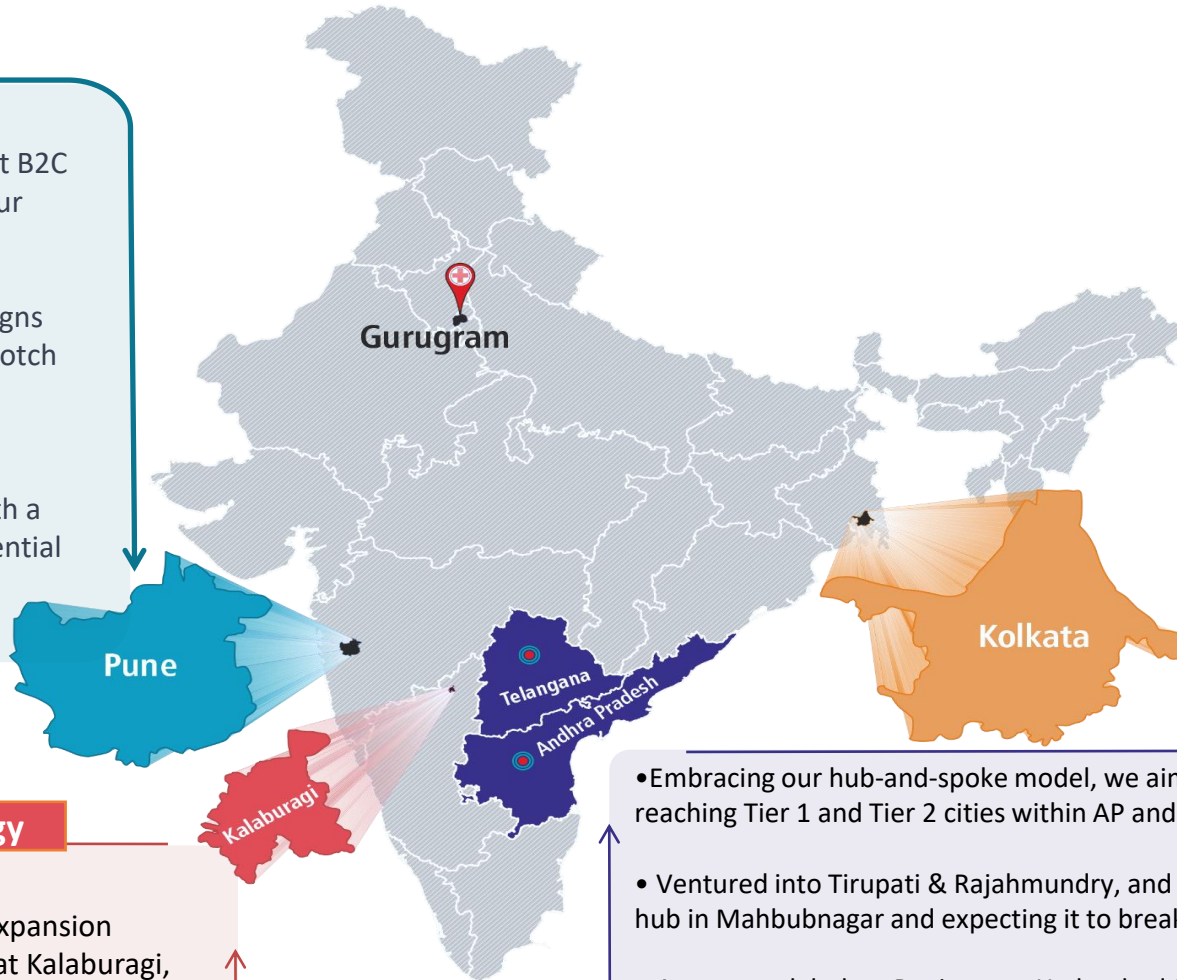 t B2C
ur
gns
otch
th a
ential
Gurugram
Pune
Kolkata
Telangana
Andhra Pradesh
Kalaburagi
gy
xpansion
at Kalaburagi,
•Embracing our hub-and-spoke model, we aim
reaching Tier 1 and Tier 2 cities within AP and
• Ventured into Tirupati & Rajahmundry, and
hub in Mahbubnagar and expecting it to break